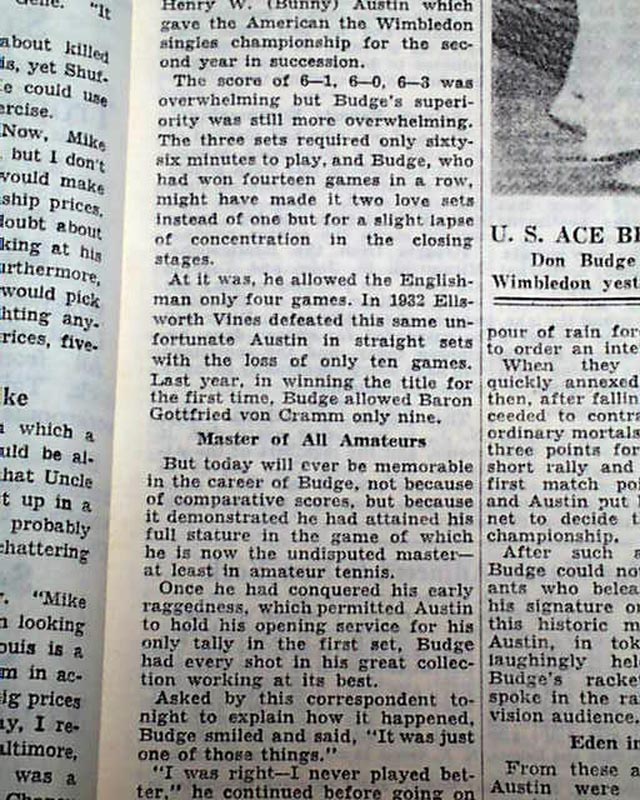 Gene. "It
about killed
is, yet Shuf-
e could use
ercise.
Now, Mike
but I don't
would make
ship prices,
doubt about
king at his
urthermore,
would pick
hting any-
rices, five-
ke
which a
uld be al-
hat Uncle
t up in a
probably
chattering
"Mike
n looking
ouis is a
m in ac-
ig prices
ay, I re-
altimore,
was a
Henry W. (Bunny) Austin which
gave the American the Wimbledon
singles championship for the sec-
ond year in succession.
The score of 6—1, 6—0, 6—3 was
overwhelming but Budge's superi-
ority was still more overwhelming.
The three sets required only sixty-
six minutes to play, and Budge, who
had won fourteen games in a row,
might have made it two love sets
instead of one but for a slight lapse
of concentration in the closing
stages.
At it was, he allowed the English-
man only four games. In 1932 Ells-
worth Vines defeated this same un-
fortunate Austin in straight sets
with the loss of only ten games.
Last year, in winning the title for
the first time, Budge allowed Baron
Gottfried von Cramm only nine.
Master of All Amateurs
But today will ever be memorable
in the career of Budge, not because
of comparative scores, but because
it demonstrated he had attained his
full stature in the game of which
he is now the undisputed master—
at least in amateur tennis.
Once he had conquered his early
raggedness, which permitted Austin
to hold his opening service for his
only tally in the first set, Budge
had every shot in his great collec-
tion working at its best.
Asked by this correspondent to-
night to explain how it happened,
Budge smiled and said, "It was just
one of those things."
"I was right—I never played bet-
ter," he continued before going on
U. S. ACE BE
Don Budge
Wimbledon yest
pour of rain for
to order an inte
When they
quickly annexed
then, after fallin
ceeded to contr
ordinary mortals
three points for
short rally and
first match poi
and Austin put
net to decide
championship.
After such a
Budge could no
ants who belea
his signature o
this historic m
Austin, in tok
laughingly hel
Budge's racke
spoke in the ra
vision audience.
Eden in
From these a
Austin were